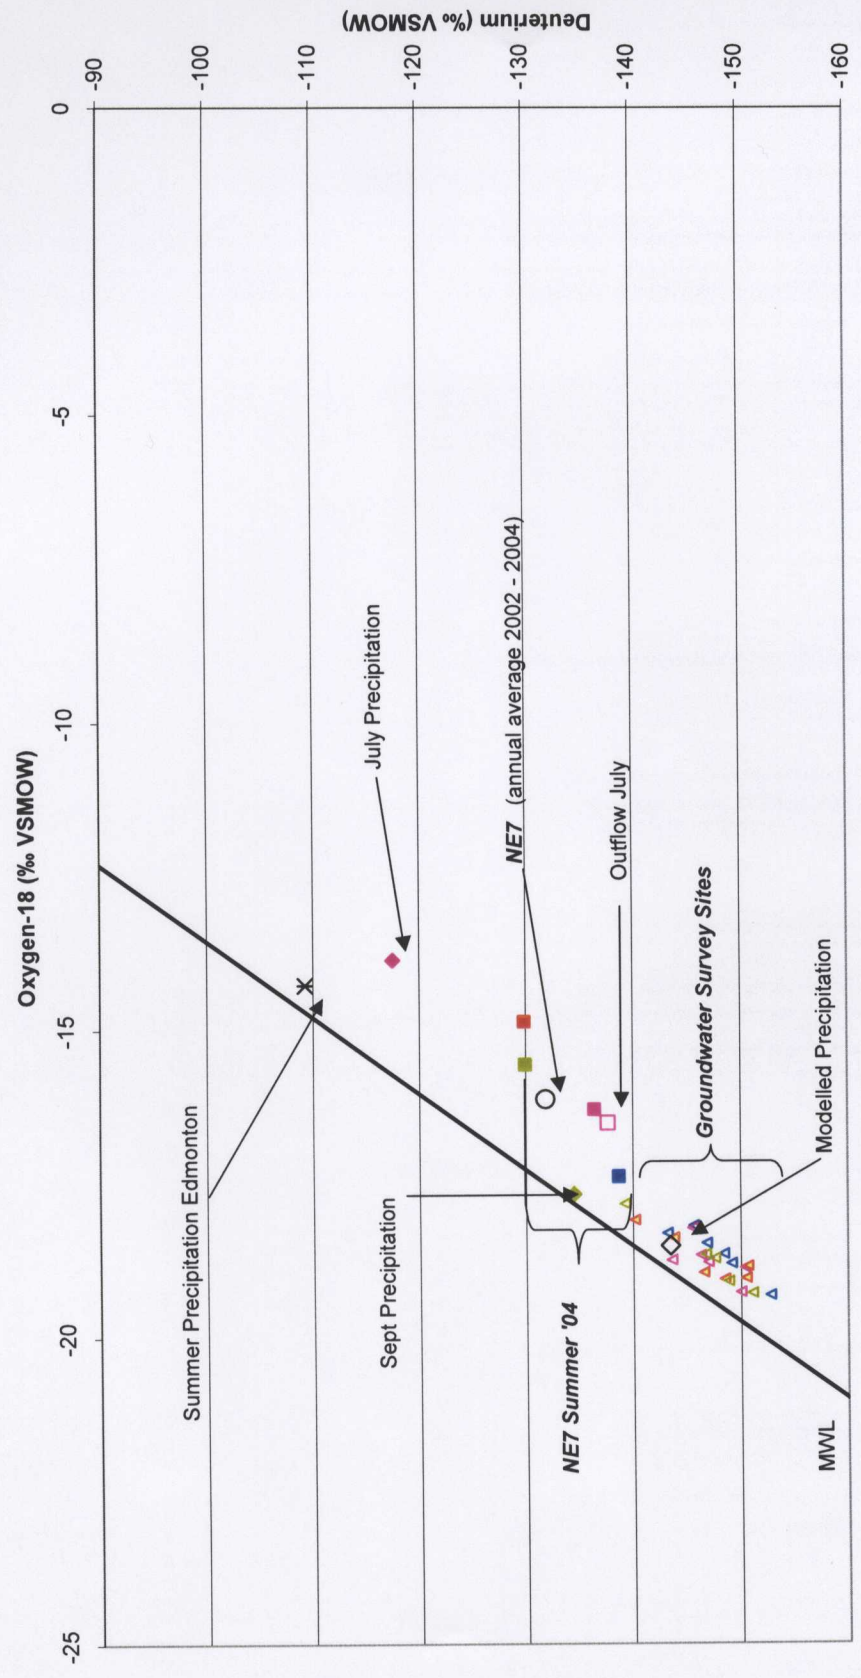 Oxygen-18 (‰ VSMOW)
-25
-20
-15
-10
-5
0
-90
-100
-110
-120
-130
-140
-150
-160
Deuterium (‰ VSMOW)
Summer Precipitation Edmonton
July Precipitation
Sept Precipitation
NE7 (annual average 2002 - 2004)
NE7 Summer '04
Outflow July
Groundwater Survey Sites
Modelled Precipitation
MWL